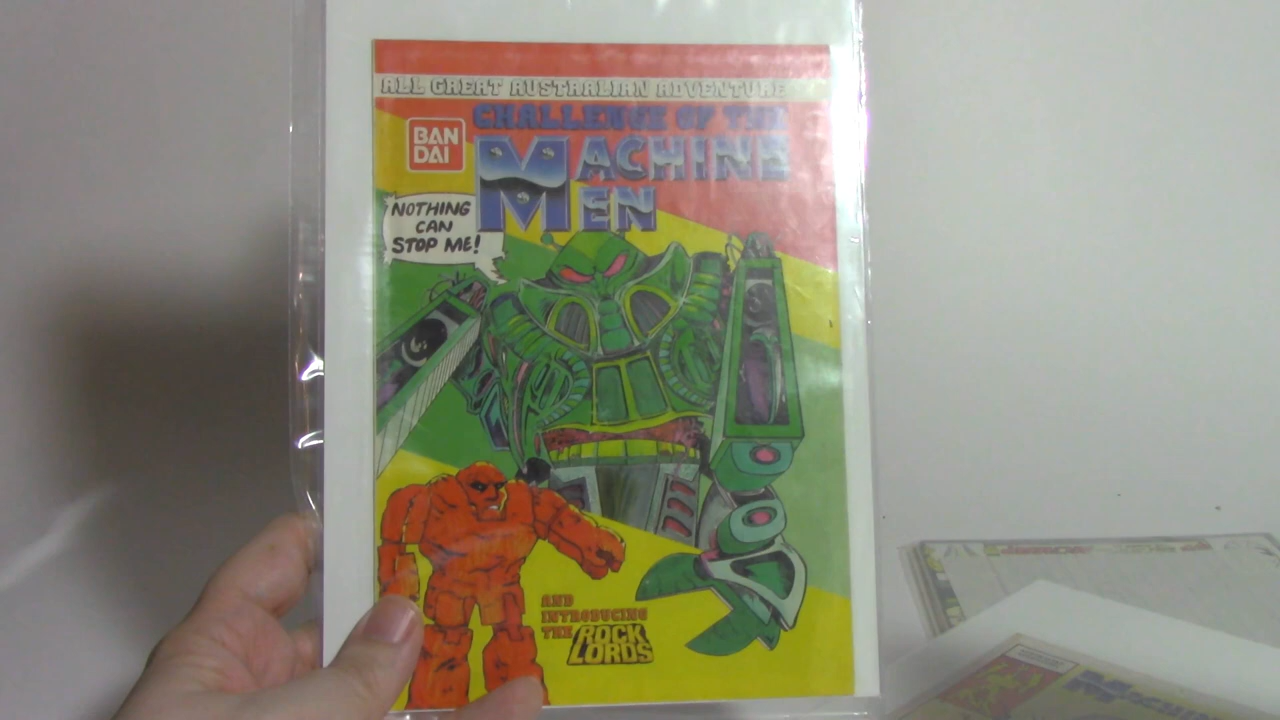 ALL GREAT AUSTRALIAN ADVENTURE
CHALLENGE OF THE
MACHINE
MEN
BAN
DAI
NOTHING
CAN
STOP ME!
AND
INTRODUCING
THE ROCK
LORDS
MACHINE